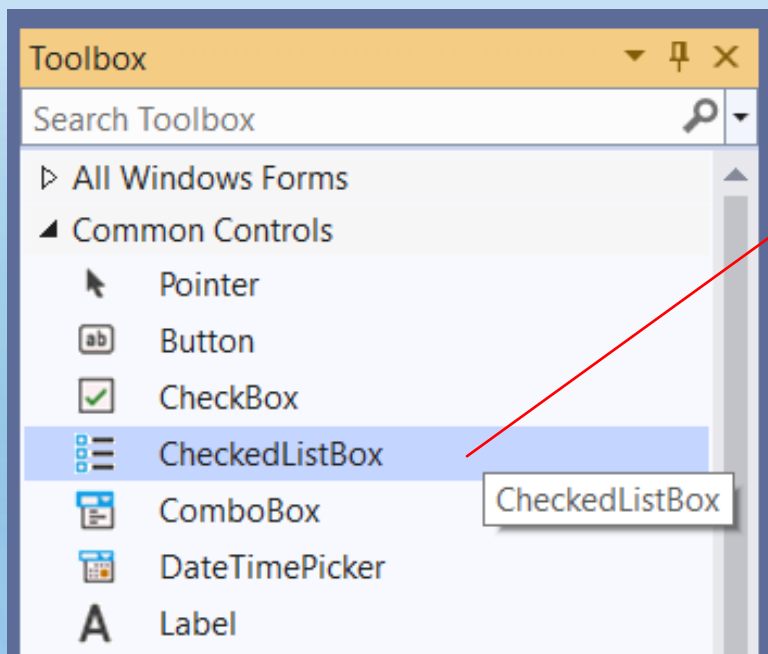 Toolbox
Search Toolbox
All Windows Forms
Common Controls
Pointer
ab Button
CheckBox
CheckedListBox
CheckedListBox
ComboBox
DateTimePicker
A Label